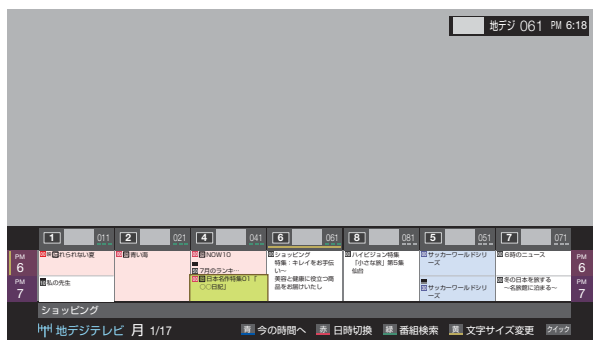 地デジ 061 PM 6:18
1 011 2 021 4 041 6 061 8 081 5 051 7 071
PM 6
れられない夏
青い海
NOW10
7月のランキ…
ショッピング
特集：キレイをお手伝
い〜
美容と健康に役立つ商
品をお届けいたし
ハイビジョン特集
「小さな旅」第5集
仙台
サッカーワールドシリ
ーズ
6時のニュース
PM 6
PM 7
私の先生
日本名作特集01「
○○日記」
サッカーワールドシリ
ーズ
冬の日本を旅する
〜名旅館に泊まる〜
PM 7
ショッピング
地デジテレビ 月 1/17 青 今の時間へ 赤 日時切換 緑 番組検索 黄 文字サイズ変更 クイック